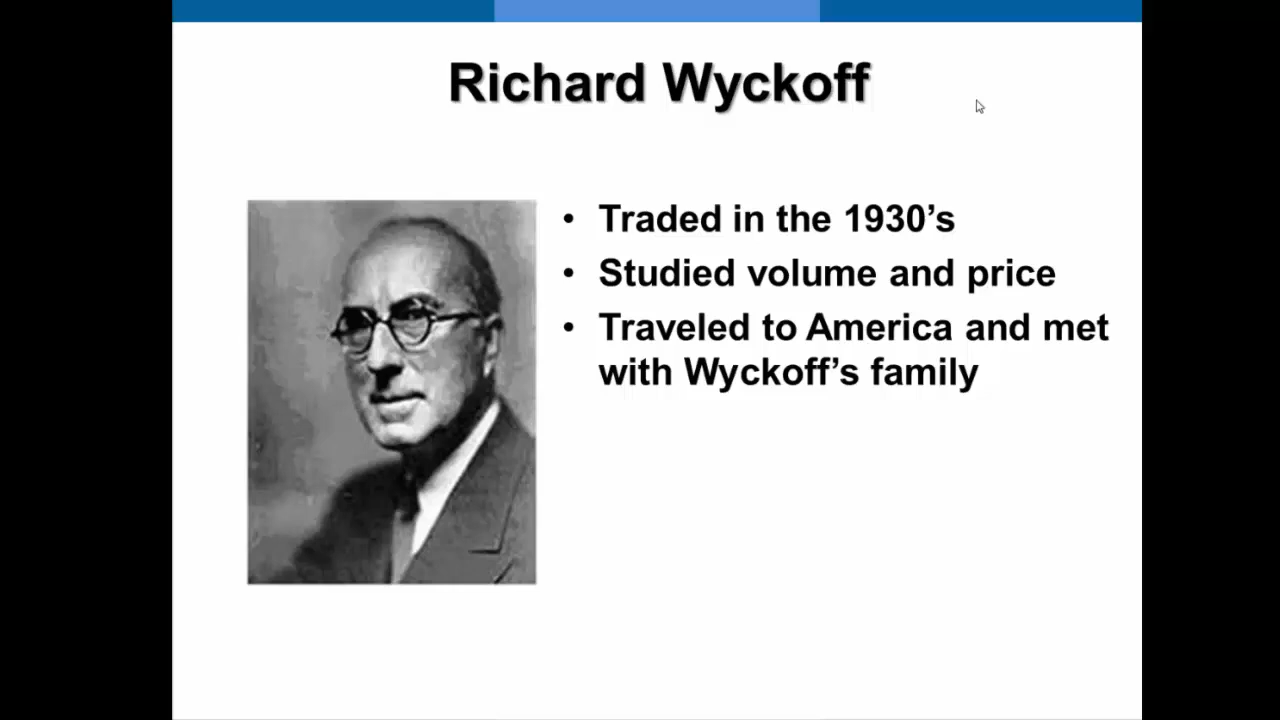 Richard Wyckoff
• Traded in the 1930’s
• Studied volume and price
• Traveled to America and met
with Wyckoff’s family